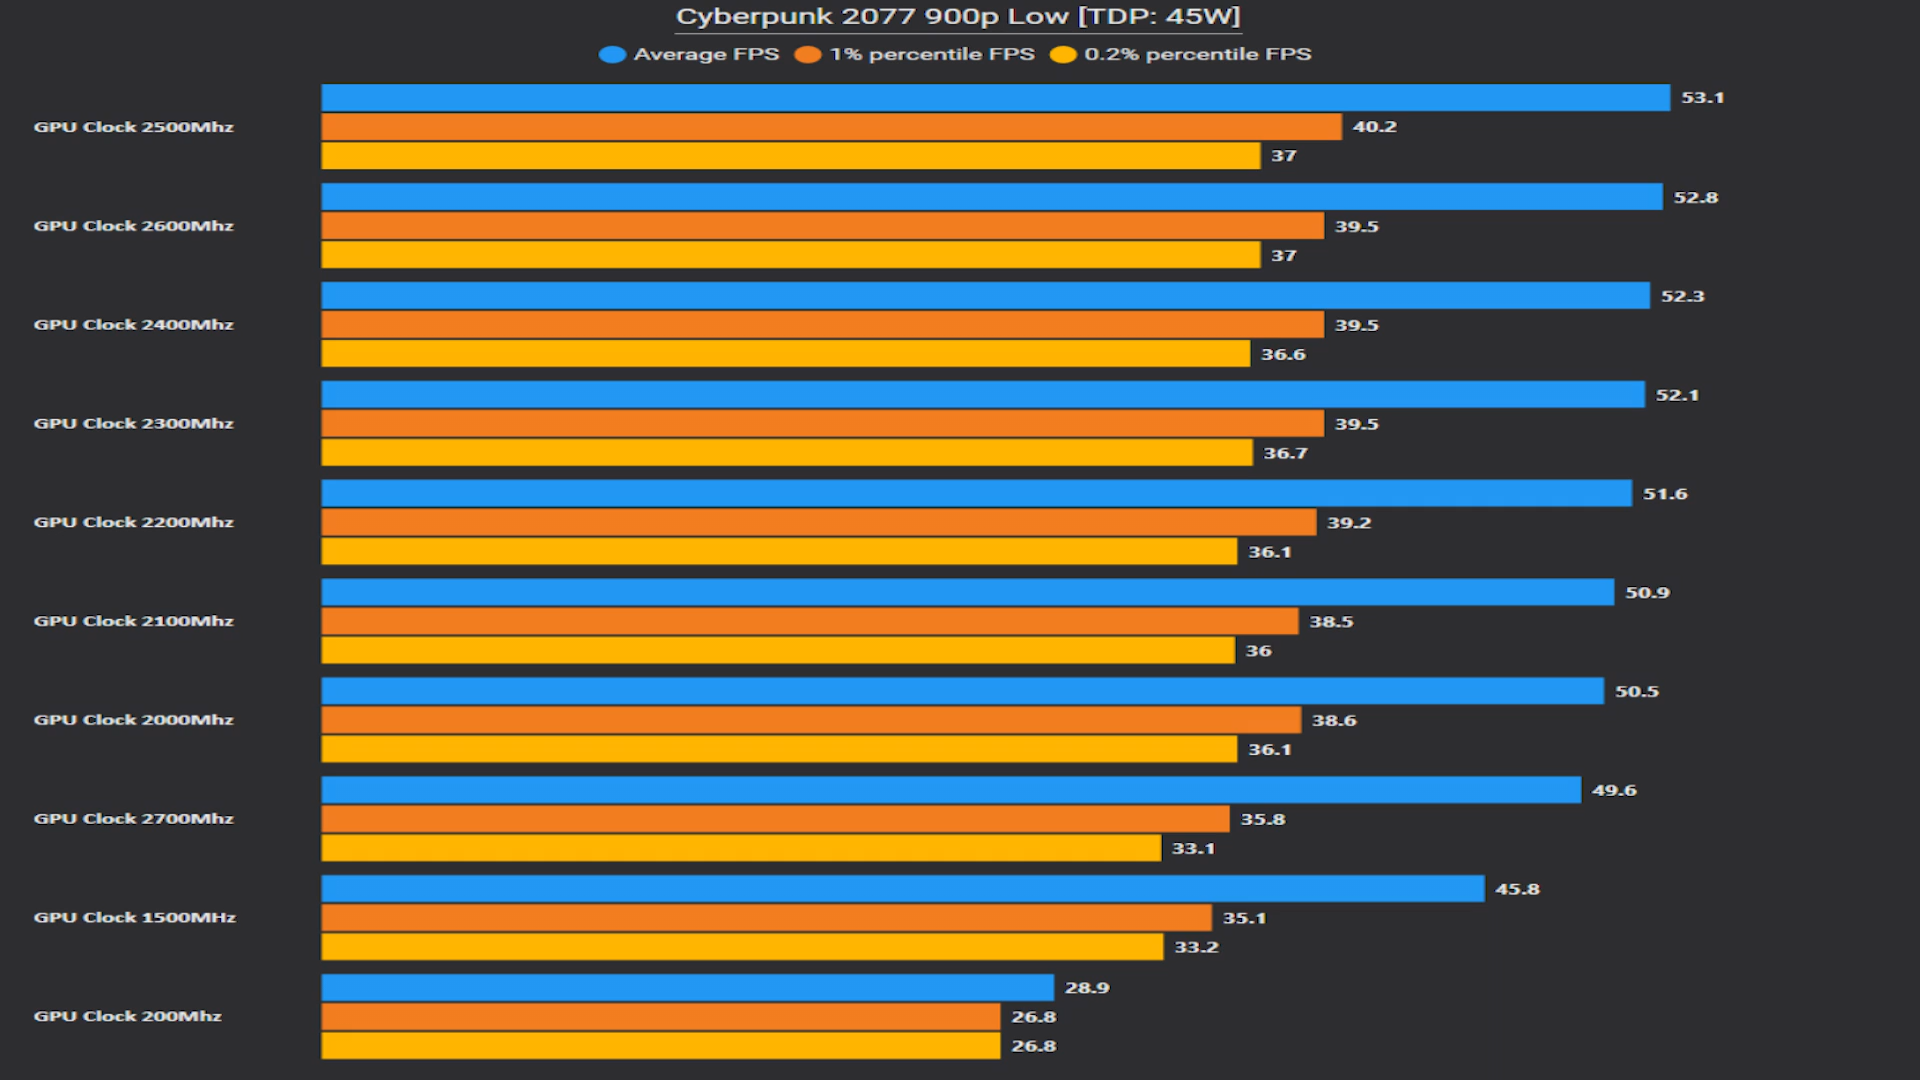 Cyberpunk 2077 900p Low [TDP: 45W]
Average FPS 1% percentile FPS 0.2% percentile FPS
53.1
GPU Clock 2500Mhz 40.2
37
52.8
GPU Clock 2600Mhz 39.5
37
52.3
GPU Clock 2400Mhz 39.5
36.6
52.1
GPU Clock 2300Mhz 39.5
36.7
51.6
GPU Clock 2200Mhz 39.2
36.1
50.9
GPU Clock 2100Mhz 38.5
36
50.5
GPU Clock 2000Mhz 38.6
36.1
49.6
GPU Clock 2700Mhz 35.8
33.1
45.8
GPU Clock 1500MHz 35.1
33.2
28.9
GPU Clock 200Mhz 26.8
26.8